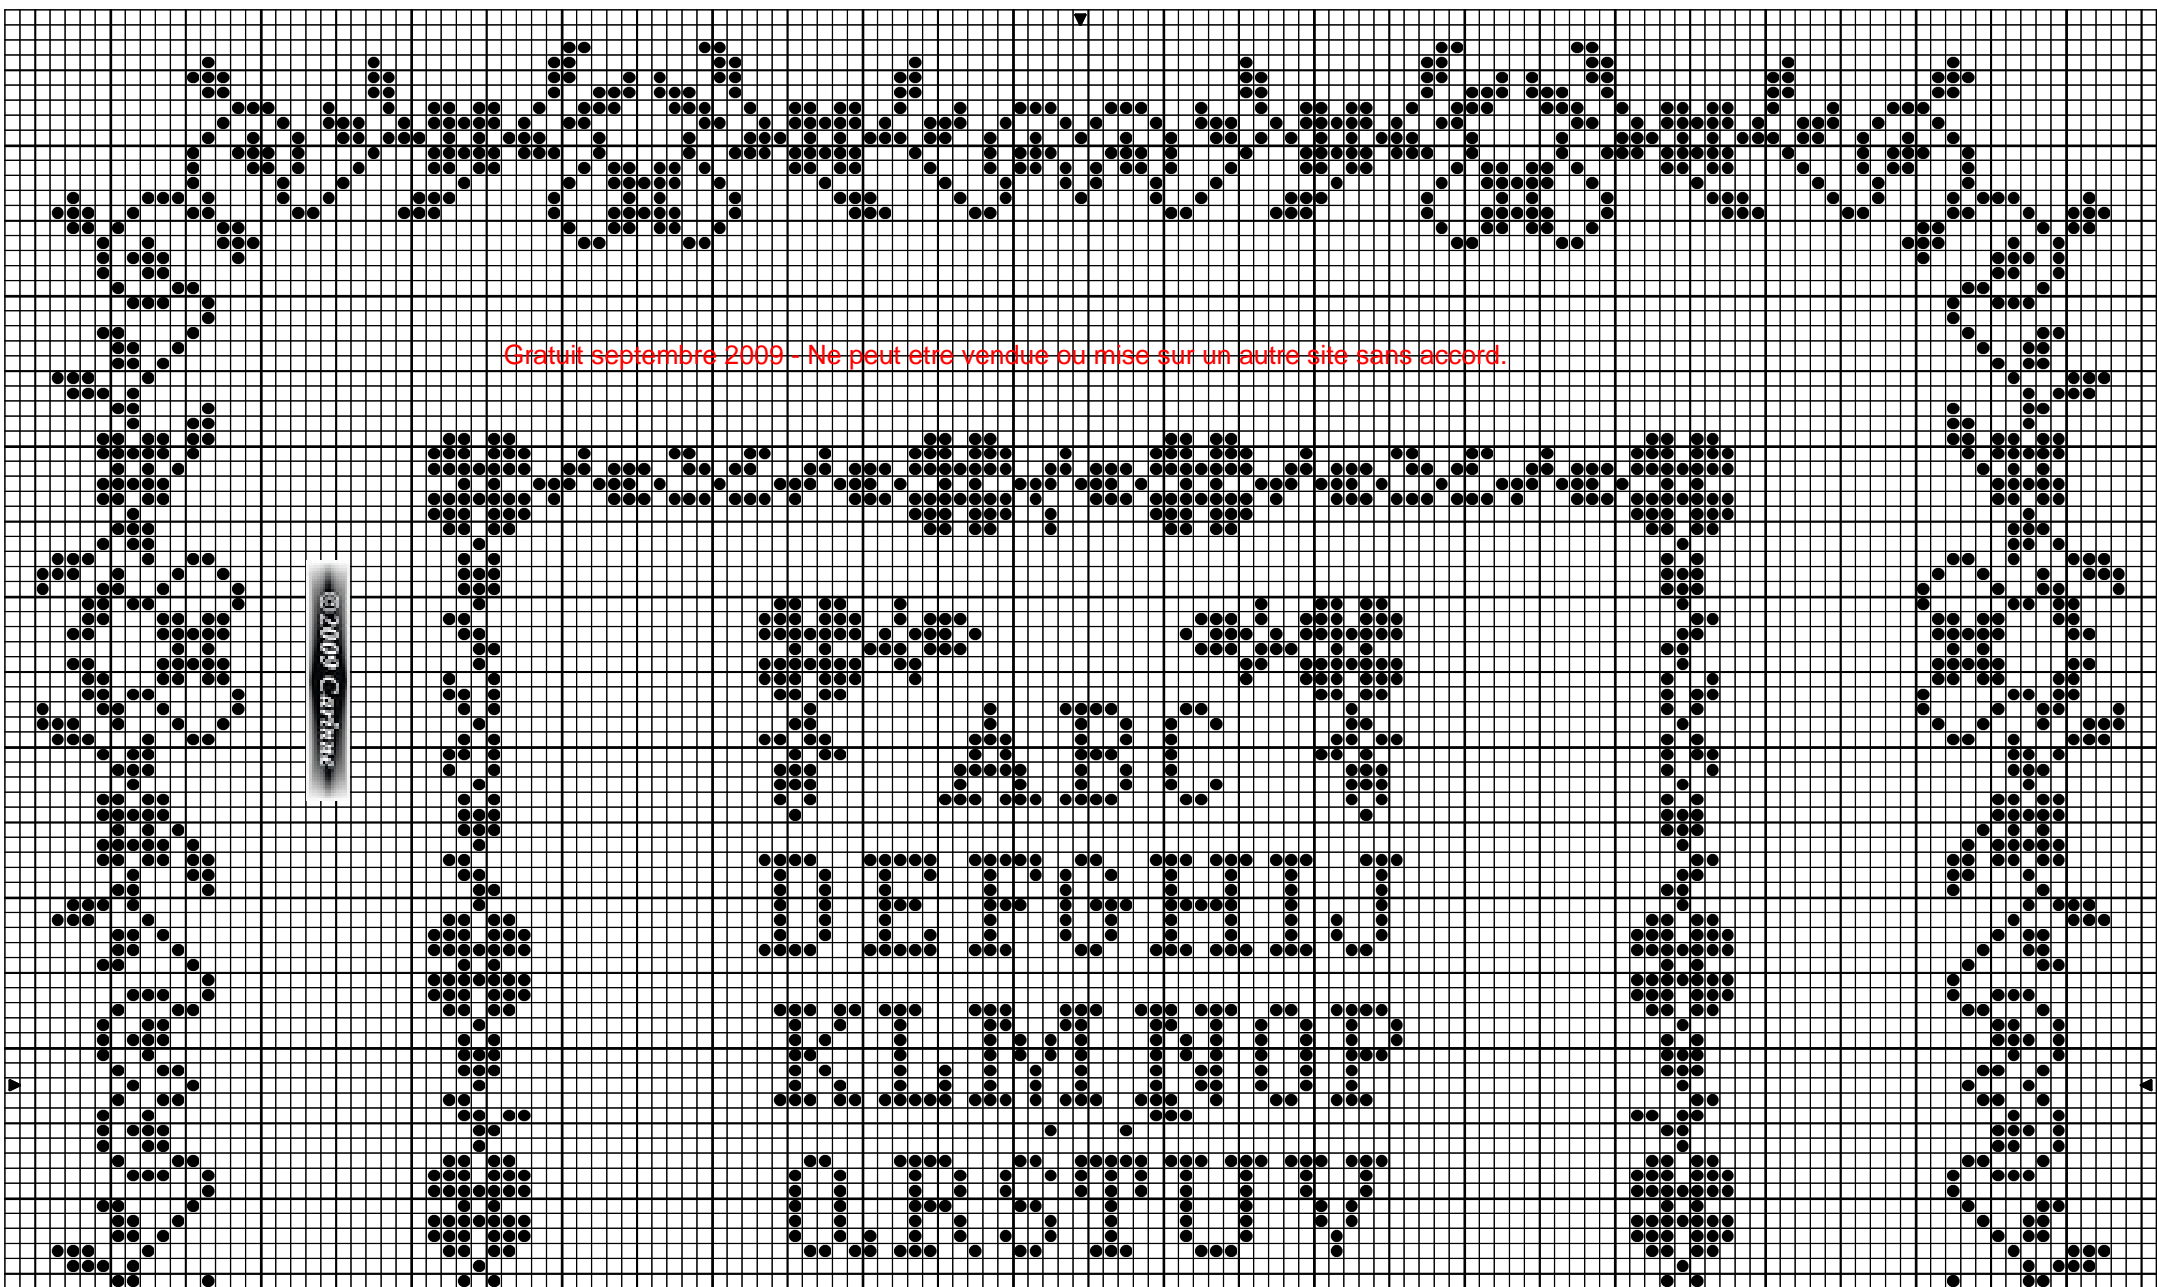 Gratuit septembre 2009 - Ne peut etre vendue ou mise sur un autre site sans accord.
©2009 Corinne
ABC
DEFGHIJ
KLMNOP
QRSTUV